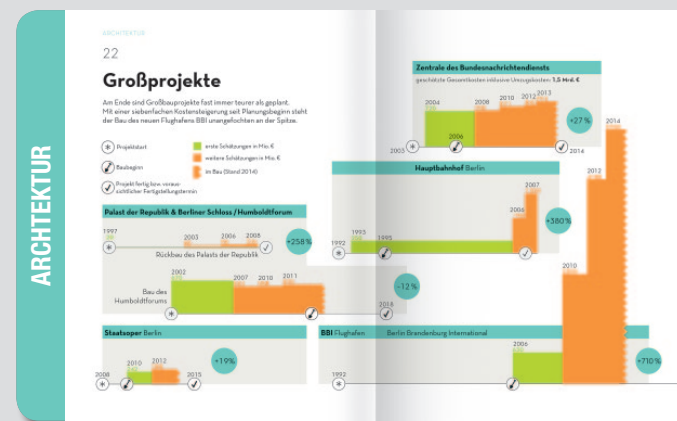 ARCHTEKTUR
ARCHITEKTUR
22
Großprojekte
Am Ende sind Großbauprojekte fast immer teurer als geplant.
Mit einer siebenfachen Kostensteigerung seit Planungsbeginn steht
der Bau des neuen Flughafens BBI unangefochten an der Spitze.
Projektstart
Baubeginn
Projekt fertig bzw. voraus-
sichtlicher Fertigstellungstermin
erste Schätzungen in Mio. €
weitere Schätzungen in Mio. €
im Bau (Stand 2014)
Zentrale des Bundesnachrichtendiensts
geschätzte Gesamtkosten inklusive Umzugskosten: 1,5 Mrd. €
2004 2008 2010 2012 2013
+27%
2006
2003 2014
Hauptbahnhof Berlin
2007
2006
+380%
1993
1992 1995
Palast der Republik & Berliner Schloss / Humboldtforum
1997 2003 2006 2008
+258%
Rückbau des Palasts der Republik
2002 2007 2010 2011
-12%
Bau des
Humboldtforums
2018
Staatsoper Berlin
2010 2012
+19%
2008 2015
BBI Flughafen Berlin Brandenburg International
2014
2012
2010
2006
1992
+710%